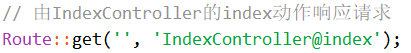 // 由IndexController的index动作响应请求
Route::get('', 'IndexController@index');